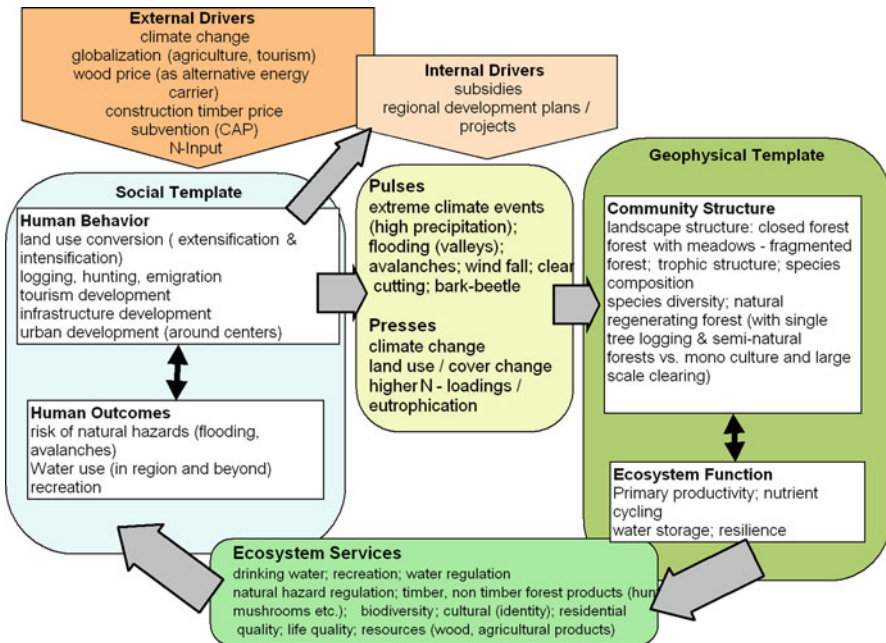 External Drivers
climate change
globalization (agriculture, tourism)
wood price (as alternative energy
carrier)
construction timber price
subvention (CAP)
N-Input
Internal Drivers
subsidies
regional development plans /
projects
Social Template
Human Behavior
land use conversion ( extensification &
intensification)
logging, hunting, emigration
tourism development
infrastructure development
urban development (around centers)
Human Outcomes
risk of natural hazards (flooding,
avalanches)
Water use (in region and beyond)
recreation
Pulses
extreme climate events
(high precipitation);
flooding (valleys);
avalanches; wind fall; clear
cutting; bark-beetle
Presses
climate change
land use / cover change
higher N - loadings /
eutrophication
Geophysical Template
Community Structure
landscape structure: closed forest
forest with meadows - fragmented
forest; trophic structure; species
composition
species diversity; natural
regenerating forest (with single
tree logging & semi-natural
forests vs. mono culture and large
scale clearing)
Ecosystem Function
Primary productivity; nutrient
cycling
water storage; resilience
Ecosystem Services
drinking water; recreation; water regulation
natural hazard regulation; timber, non timber forest products (hun
mushrooms etc.); biodiversity; cultural (identity); residential
quality; life quality; resources (wood, agricultural products)